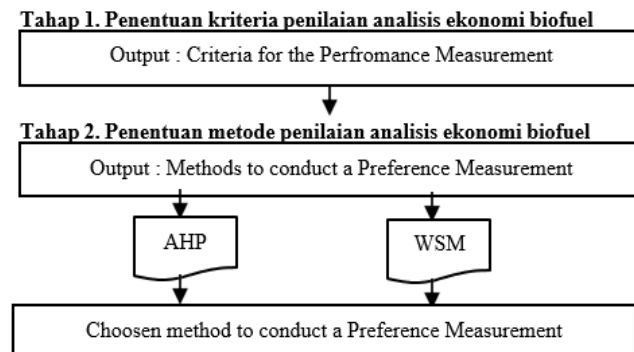 Tahap 1. Penentuan kriteria penilaian analisis ekonomi biofuel
Output : Criteria for the Perfromance Measurement
Tahap 2. Penentuan metode penilaian analisis ekonomi biofuel
Output : Methods to conduct a Preference Measurement
AHP
WSM
Choosen method to conduct a Preference Measurement